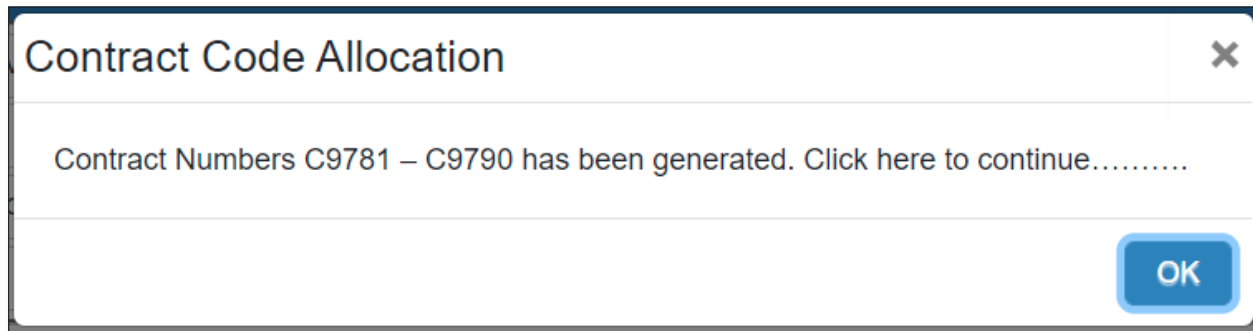 Contract Code Allocation
Contract Numbers C9781 – C9790 has been generated. Click here to continue……….
OK